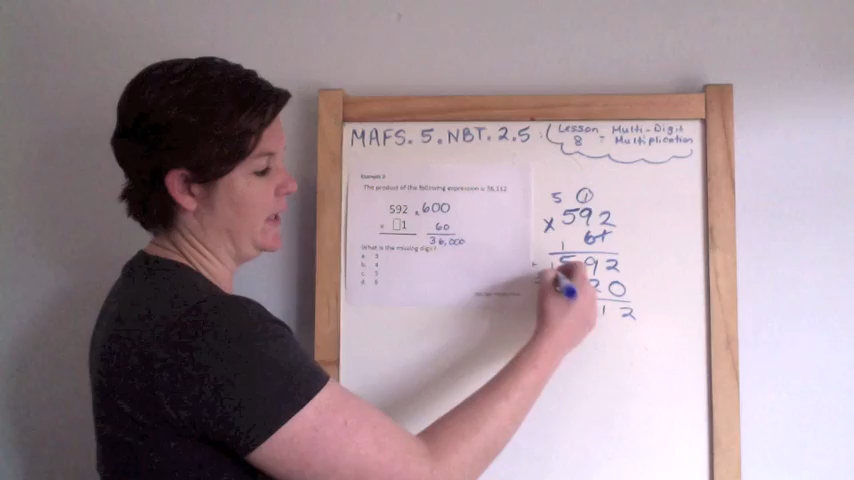 MAFS. 5. NBT. 2.5 : Lesson 8 = Multi-Digit Multiplication
Example 3
The product of the following expression is 36,112
592 ≈ 600
x □1 60
36,000
What is the missing digit?
a.
b.
c.
d.
5 1
x 592
1 61
592
20
12